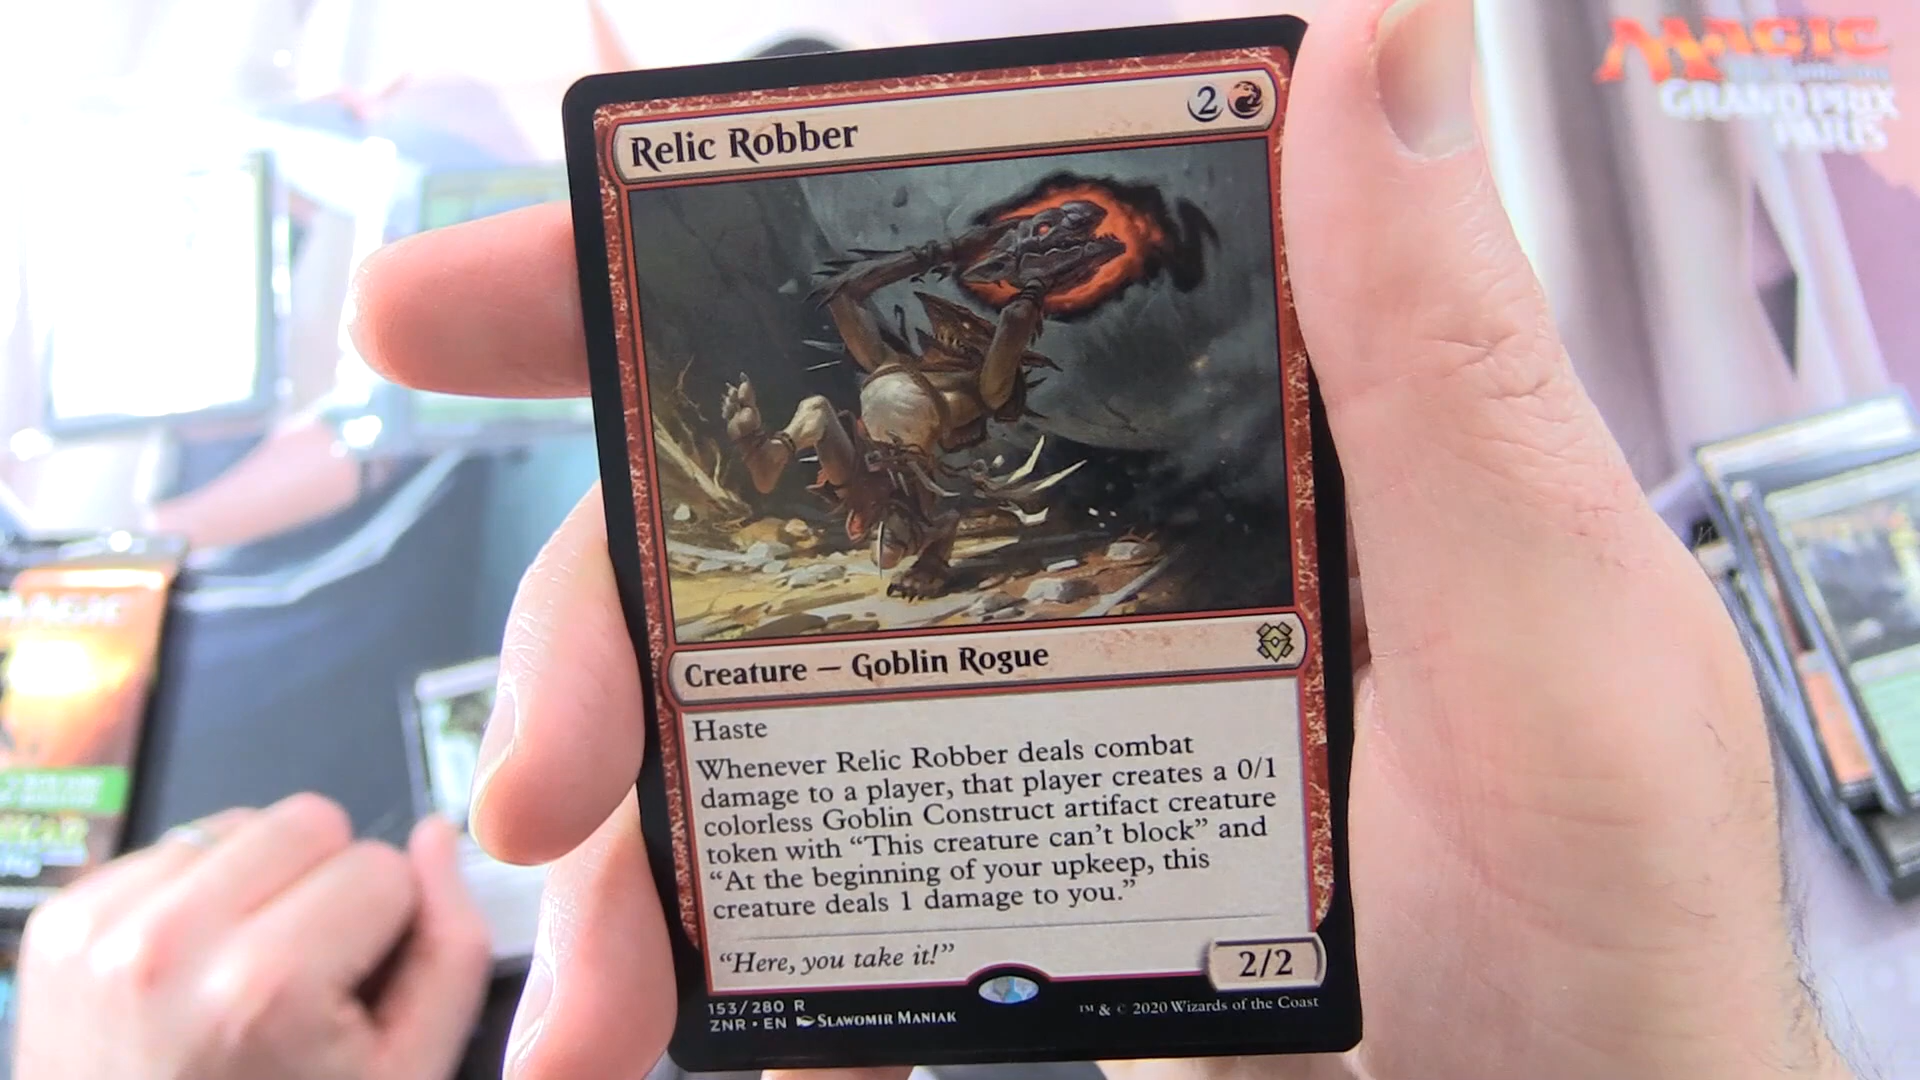 MAGIC
GRAND PRIX
PARIS
Relic Robber
2
Creature — Goblin Rogue
Haste
Whenever Relic Robber deals combat
damage to a player, that player creates a 0/1
colorless Goblin Construct artifact creature
token with “This creature can’t block” and
“At the beginning of your upkeep, this
creature deals 1 damage to you.”
“Here, you take it!”
2/2
153/280 R
ZNR • EN SLAWOMIR MANIAK
™ & © 2020 Wizards of the Coast
MAGIC